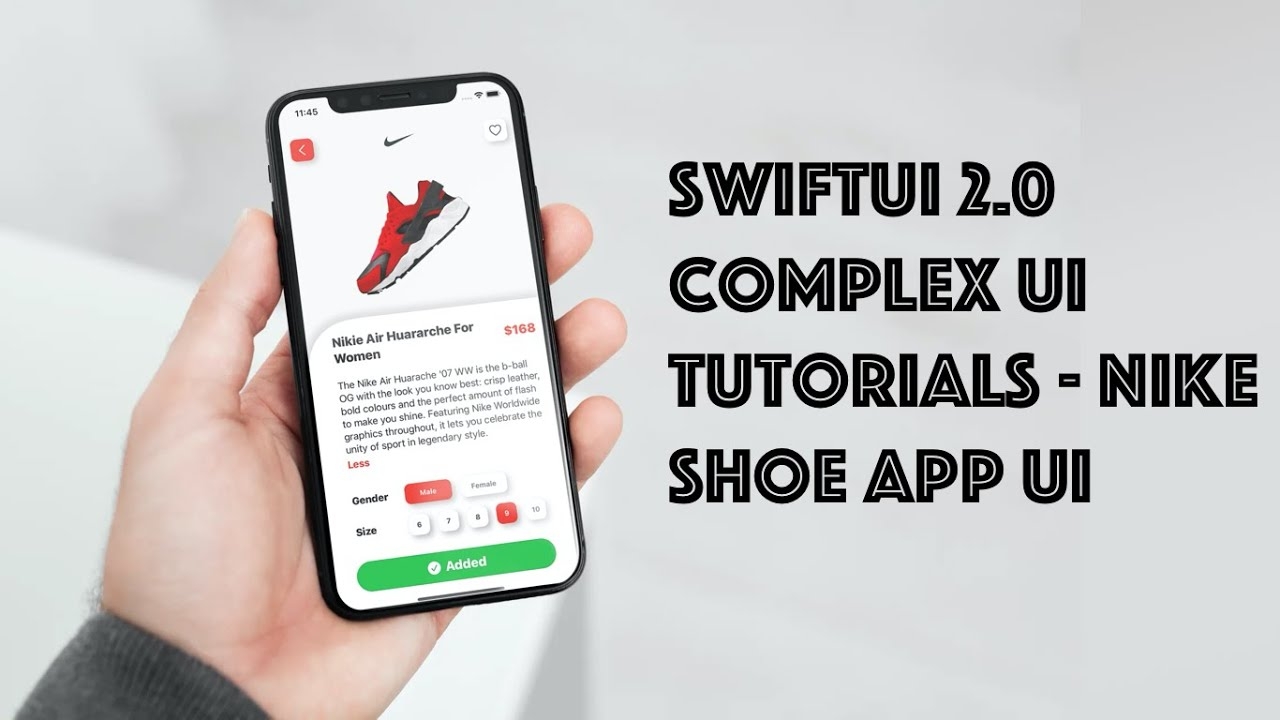 11:45
Nikie Air Huararche For
Women
$168
The Nike Air Huarache '07 WW is the b-ball
OG with the look you know best: crisp leather,
bold colours and the perfect amount of flash
to make you shine. Featuring Nike Worldwide
graphics throughout, it lets you celebrate the
unity of sport in legendary style.
Less
Gender Male Female
Size 6 7 8 9 10
Added
SWIFTUI 2.0
COMPLEX UI
TUTORIALS - NIKE
SHOE APP UI